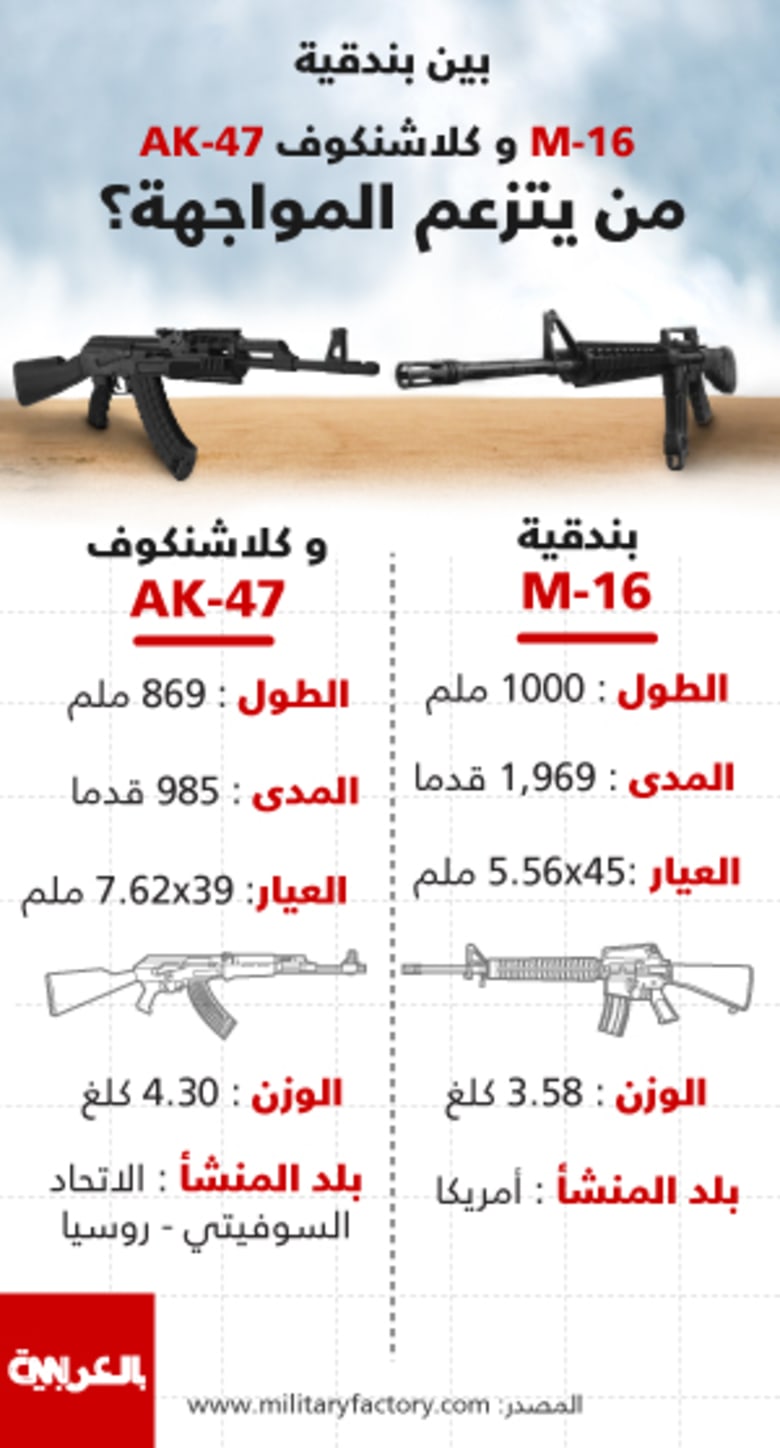 بين بندقية
M-16 و كلاشنكوف AK-47
من يتزعم المواجهة؟
بندقية
M-16
الطول : 1000 ملم
المدى : 1,969 قدما
العيار :5.56x45 ملم
الوزن : 3.58 كلغ
بلد المنشأ : أمريكا
و كلاشنكوف
AK-47
الطول : 869 ملم
المدى : 985 قدما
العيار: 7.62x39 ملم
الوزن : 4.30 كلغ
بلد المنشأ : الاتحاد
السوفيتي - روسيا
CNN بالعربية
المصدر: www.militaryfactory.com